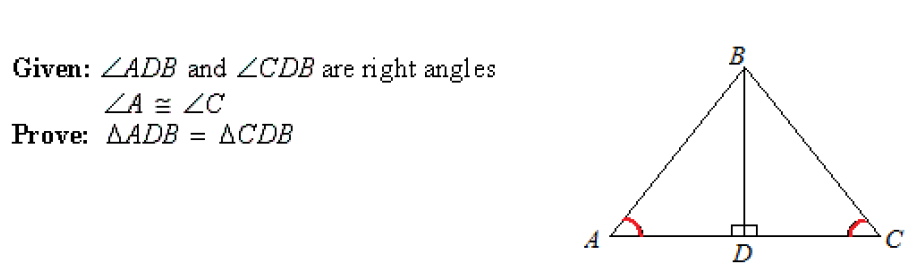 Given: ∠ADB and ∠CDB are right angles
∠A ≅ ∠C
Prove: ΔADB = ΔCDB
B
A
D
C